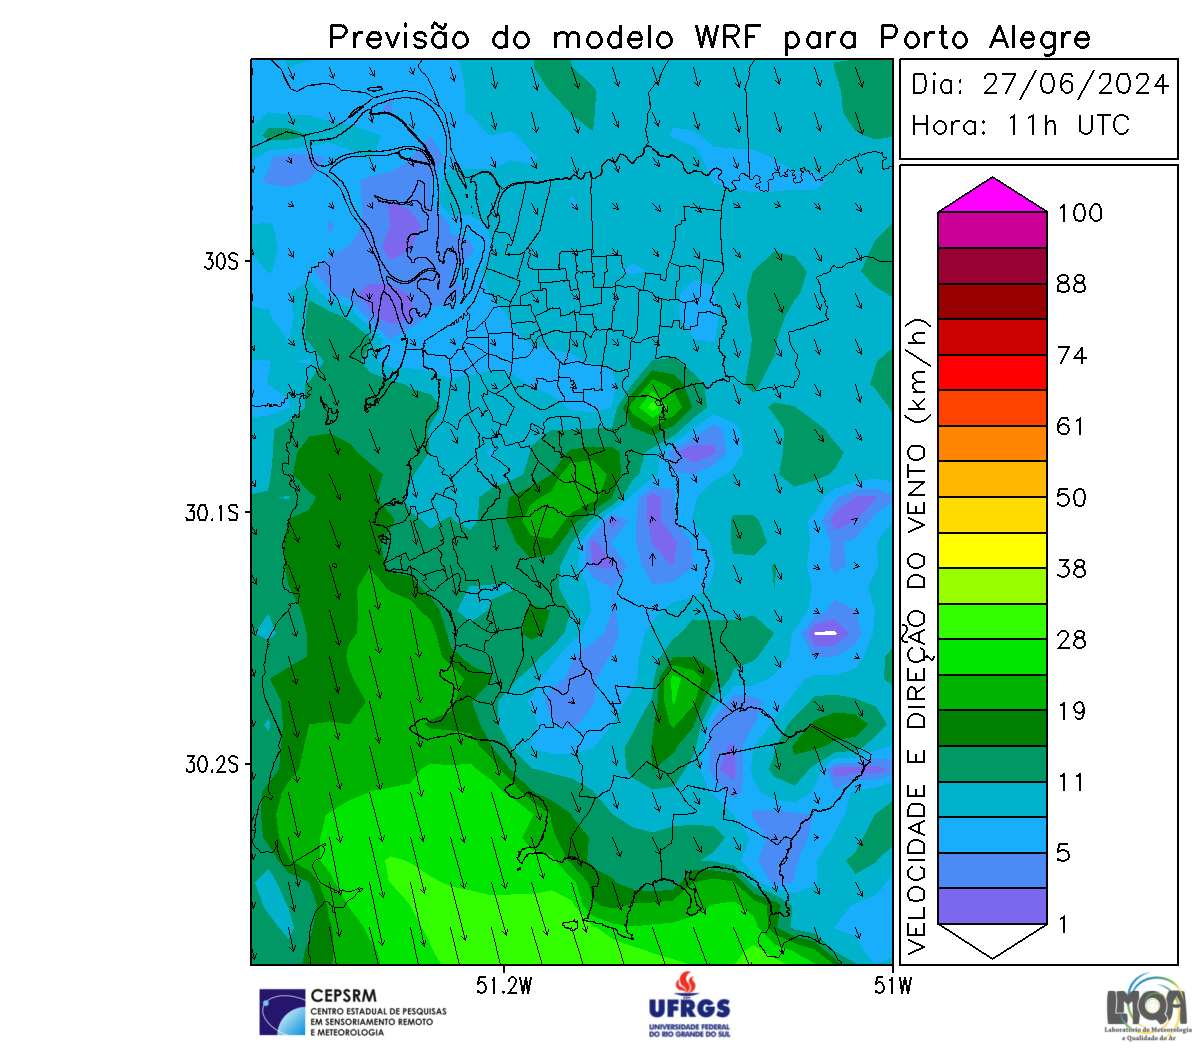 Previsão do modelo WRF para Porto Alegre
Dia: 27/06/2024
Hora: 11h UTC
100
88
74
61
50
38
28
19
11
5
1
VELOCIDADE E DIREÇÃO DO VENTO (km/h)
30S
30.1S
30.2S
51.2W
51W
CEPSRM
CENTRO ESTADUAL DE PESQUISAS
EM SENSORIAMENTO REMOTO
E METEOROLOGIA
UFRGS
UNIVERSIDADE FEDERAL
DO RIO GRANDE DO SUL
LMQA
Laboratório de Meteorologia
e Qualidade do Ar